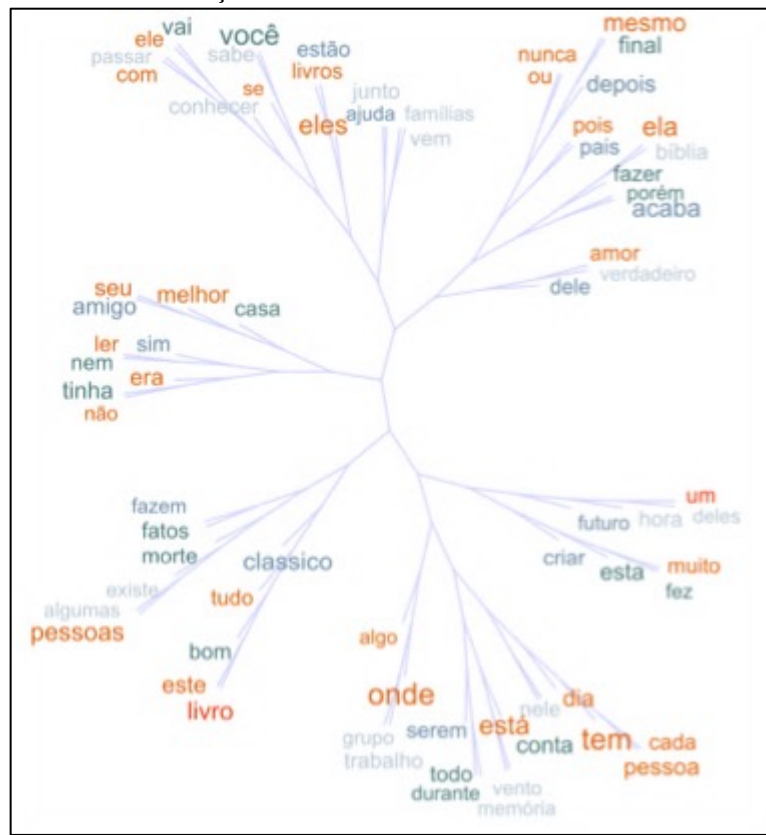 ele
vai
você
passar
sabe
com
se
conhecer
estão
livros
eles
junto
ajuda
famílias
vem
mesmo
final
nunca
ou
depois
pois
pais
ela
bíblia
fazer
porém
acaba
amor
verdadeiro
dele
seu
amigo
melhor
casa
ler
nem
sim
tinha
era
não
um
futuro
hora
deles
criar
esta
muito
fez
fazem
fatos
morte
classico
existe
algumas
pessoas
tudo
bom
este
livro
algo
onde
grupo
trabalho
serem
todo
durante
está
conta
vento
memória
pele
dia
tem
cada
pessoa